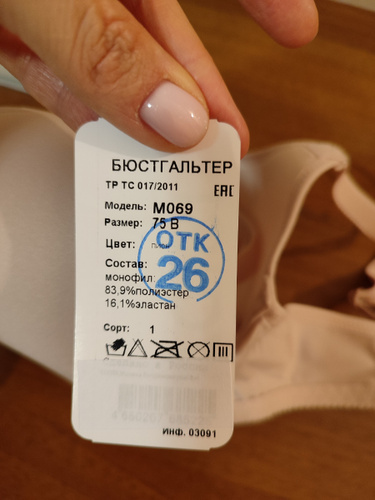 БЮСТГАЛЬТЕР
ТР ТС 017/2011 EAC
Модель: М069
Размер: 75 В
Цвет:
ОТК
26
Состав:
монофил:
83,9%полиэстер
16,1%эластан
Сорт: 1
ИНФ. 03091